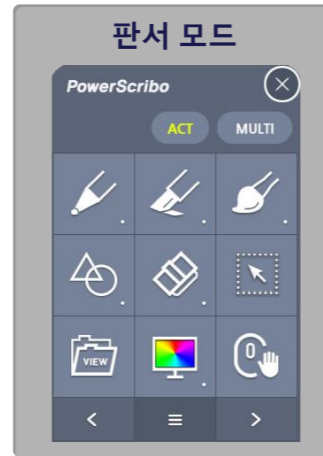 판서 모드
PowerScribo
ACT MULTI
VIEW